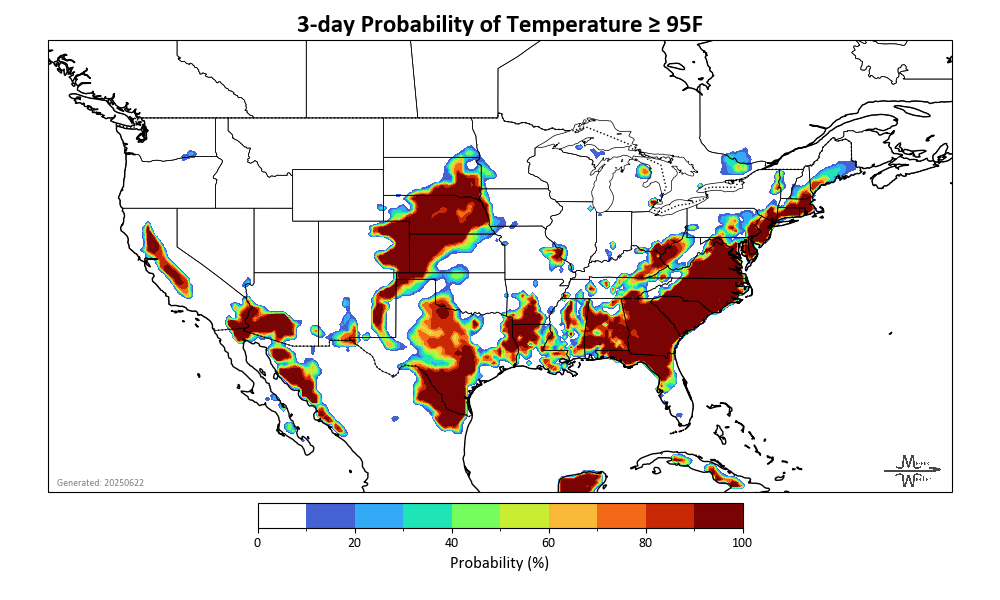 3-day Probability of Temperature ≥ 95F
Generated: 20250622
0 20 40 60 80 100
Probability (%)